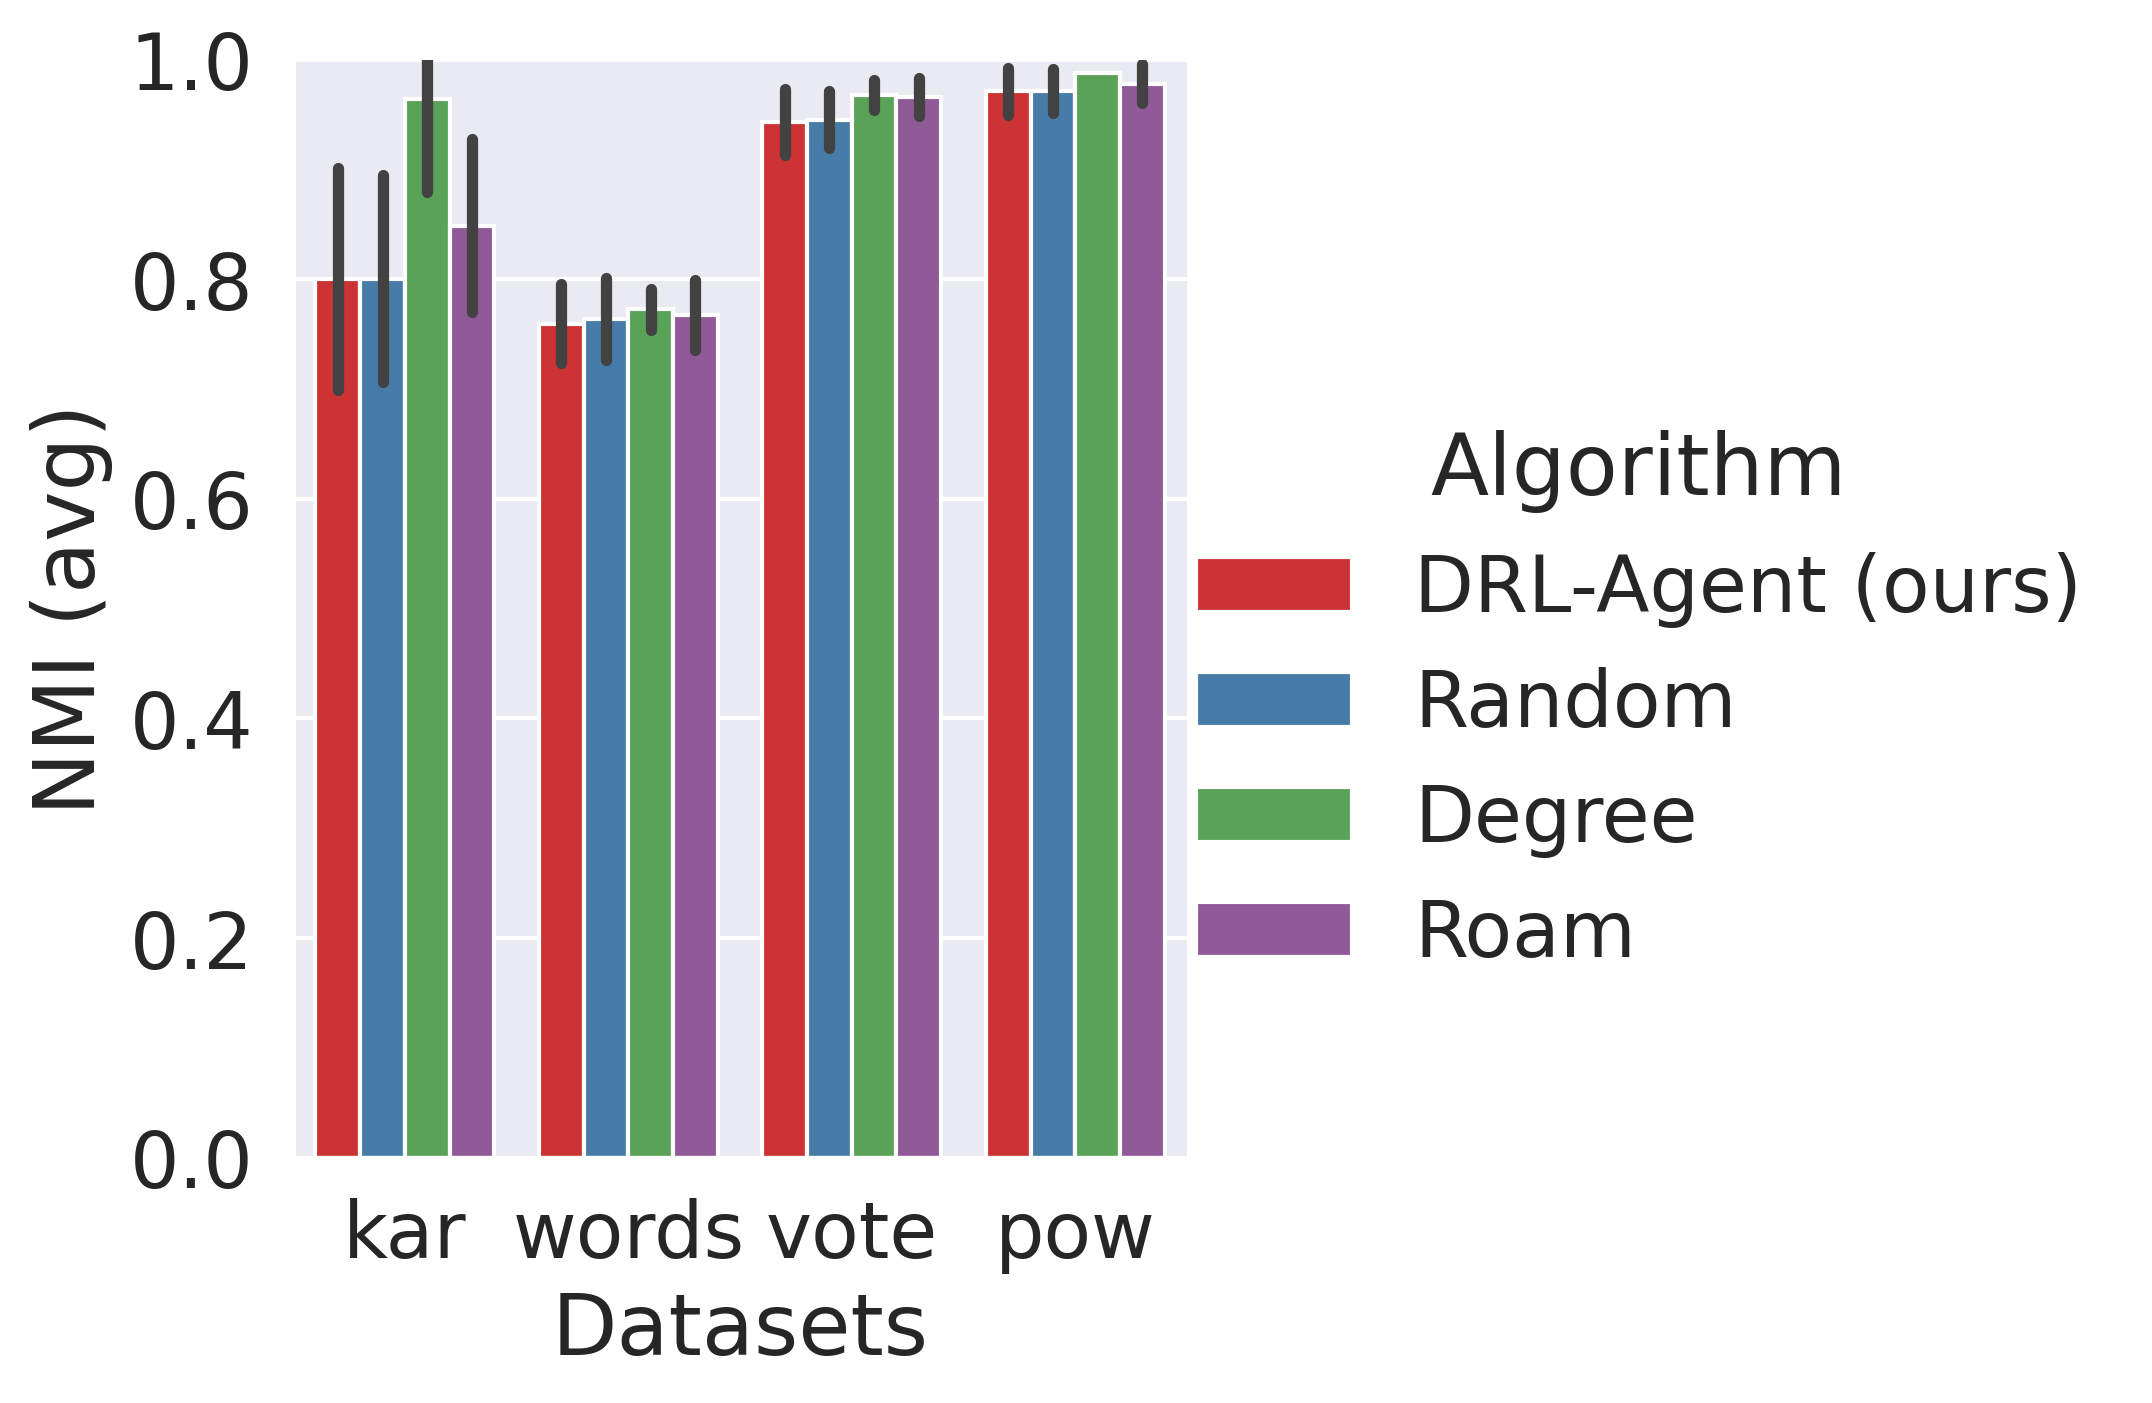 1.0
0.8
0.6
0.4
0.2
0.0
NMI (avg)
kar words vote pow
Datasets
Algorithm
DRL-Agent (ours)
Random
Degree
Roam